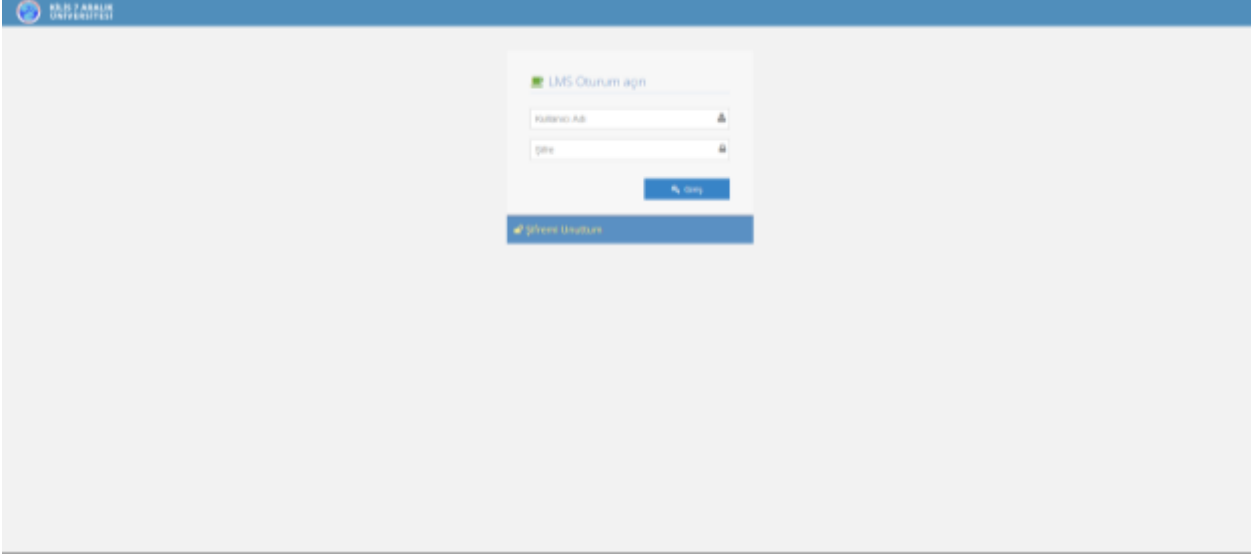 KİLİS 7 ARALIK
ÜNİVERSİTESİ
LMS Oturum açın
Kullanıcı Adı
Şifre
Giriş
Şifremi Unuttum